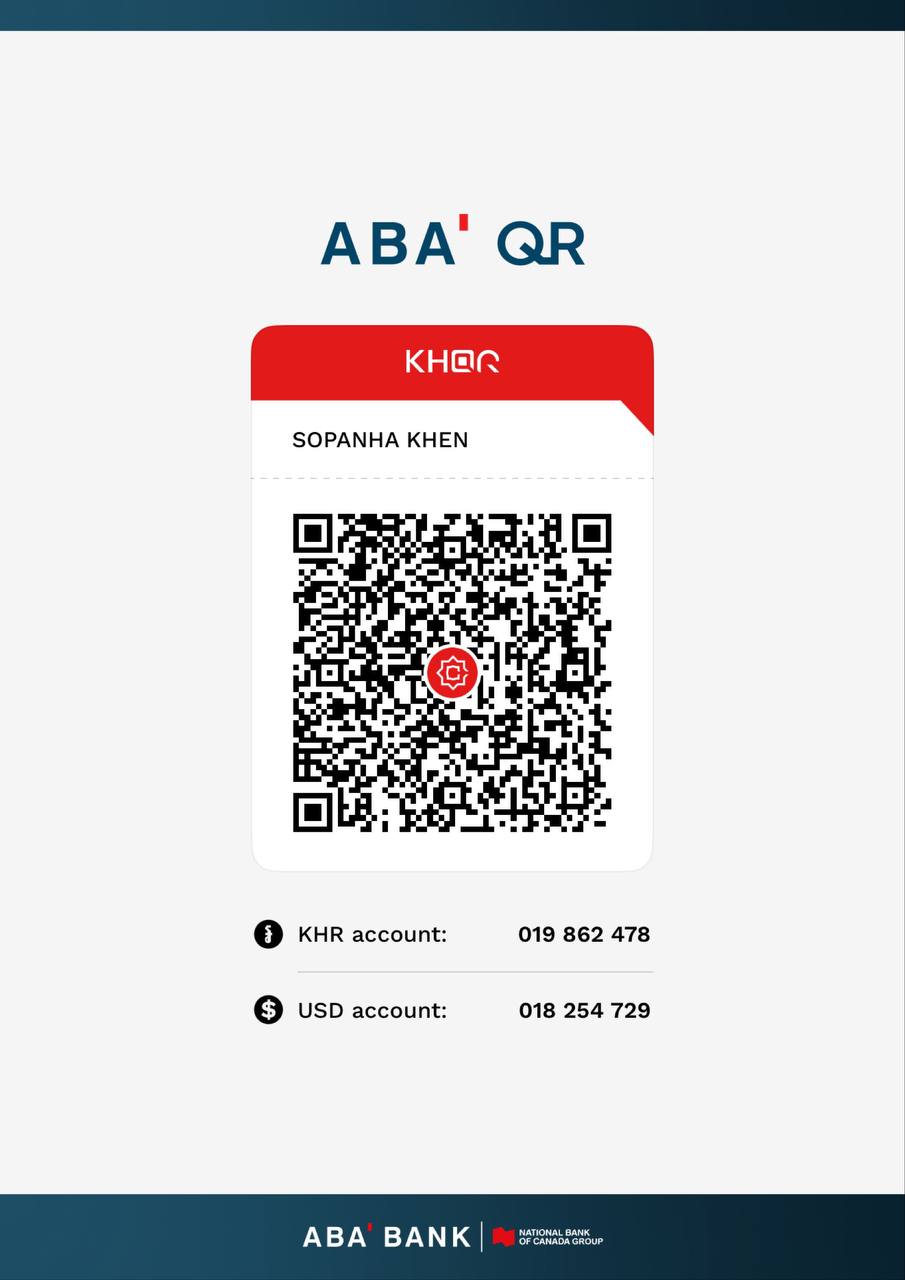 ABA' QR
KHQR
SOPANHA KHEN
KHR account: 019 862 478
USD account: 018 254 729
ABA' BANK | NATIONAL BANK
OF CANADA GROUP